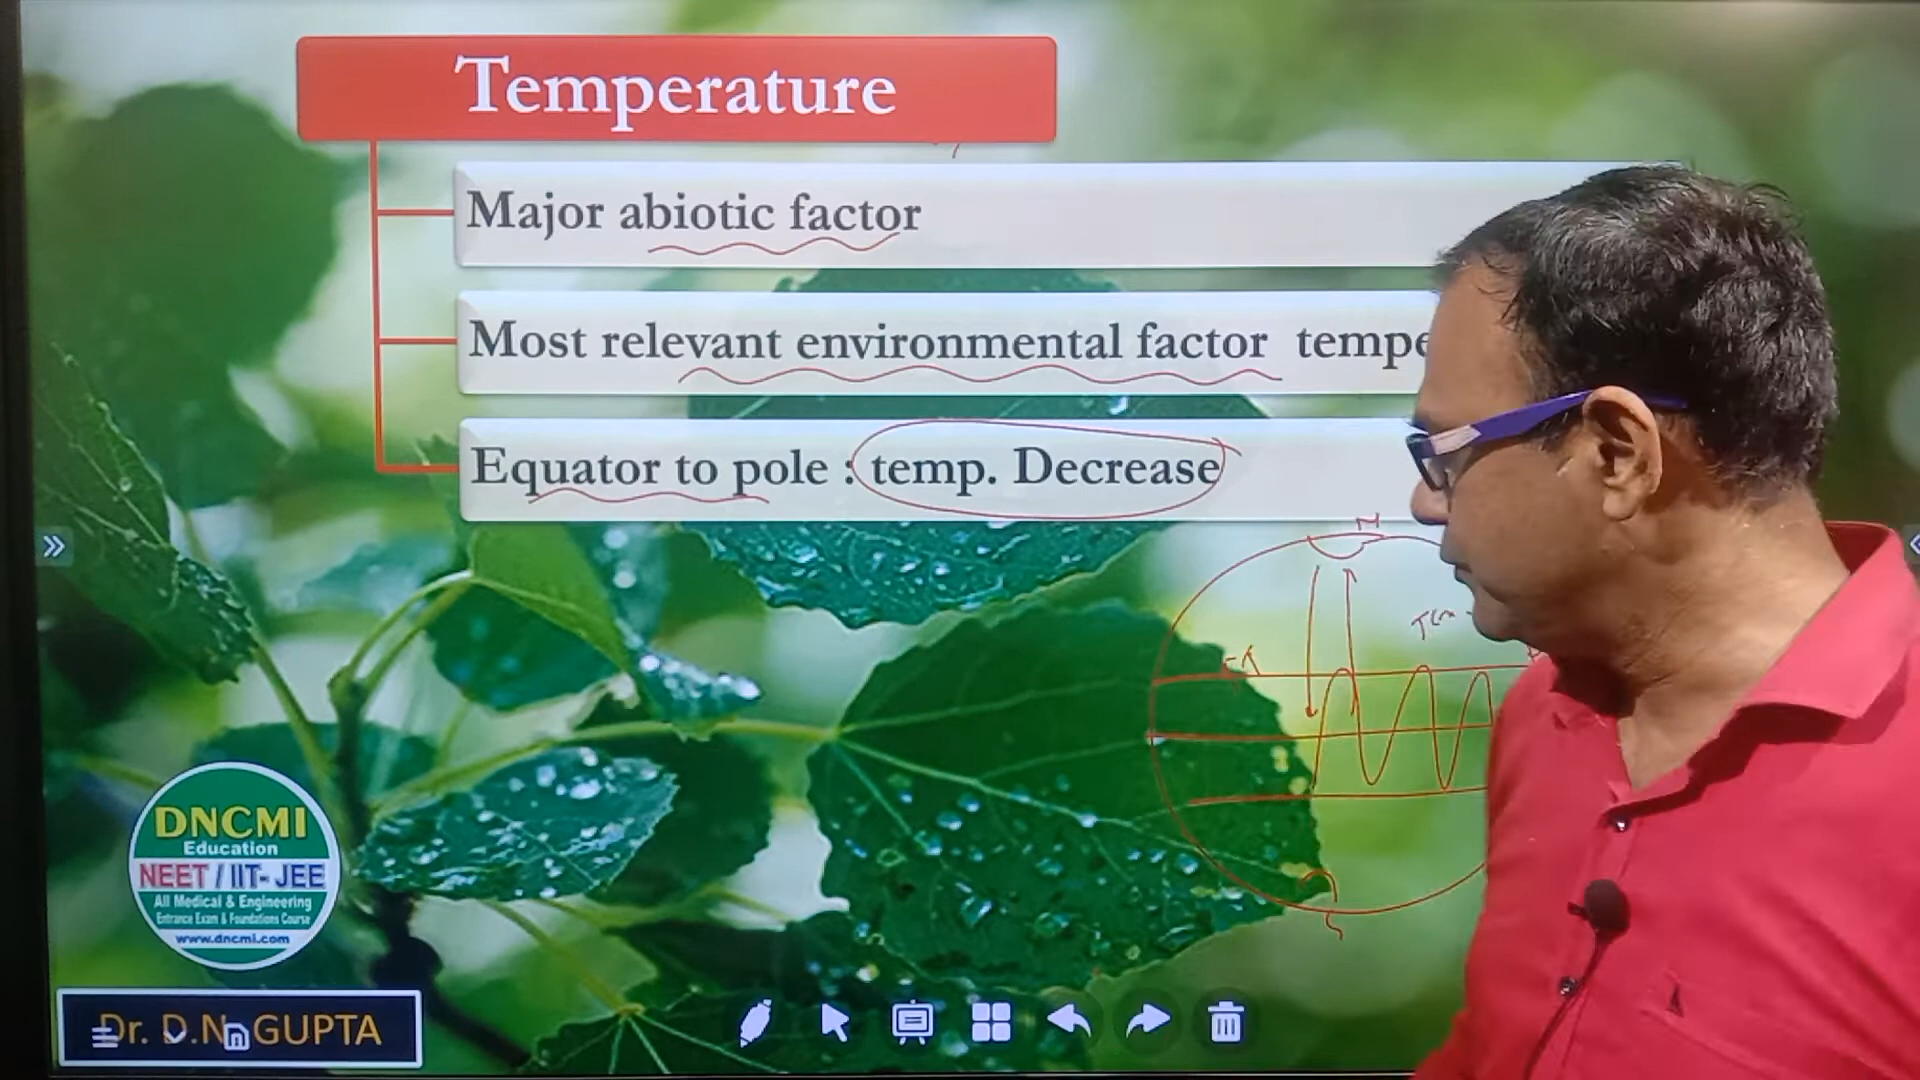 Temperature
Major abiotic factor
Most relevant environmental factor tempe
Equator to pole : temp. Decrease
N
DNCMI
Education
NEET / IIT- JEE
All Medical & Engineering
Entrance Exam & Foundations Course
www.dncmi.com
Dr. D.N. GUPTA